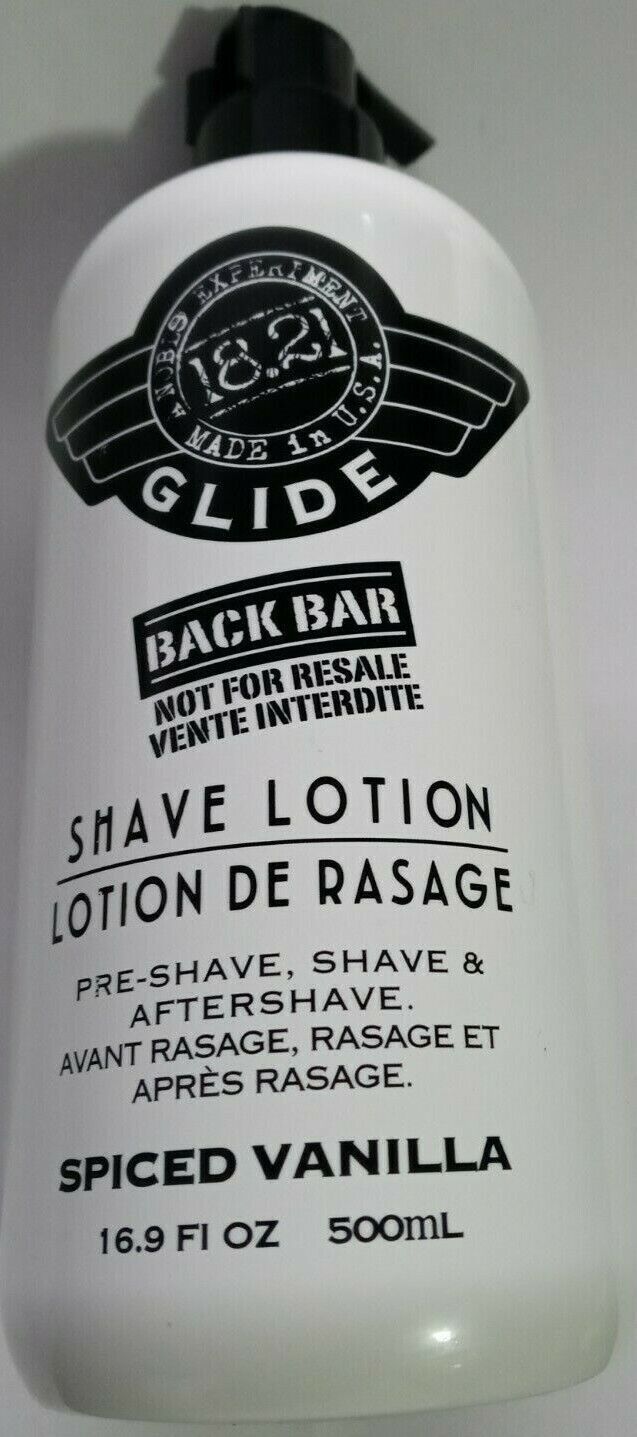 NOBLE EXPERIMENT
18.21
MADE in U.S.A.
GLIDE
BACK BAR
NOT FOR RESALE
VENTE INTERDITE
SHAVE LOTION
LOTION DE RASAGE
PRE-SHAVE, SHAVE &
AFTERSHAVE.
AVANT RASAGE, RASAGE ET
APRÈS RASAGE.
SPICED VANILLA
16.9 Fl OZ 500mL